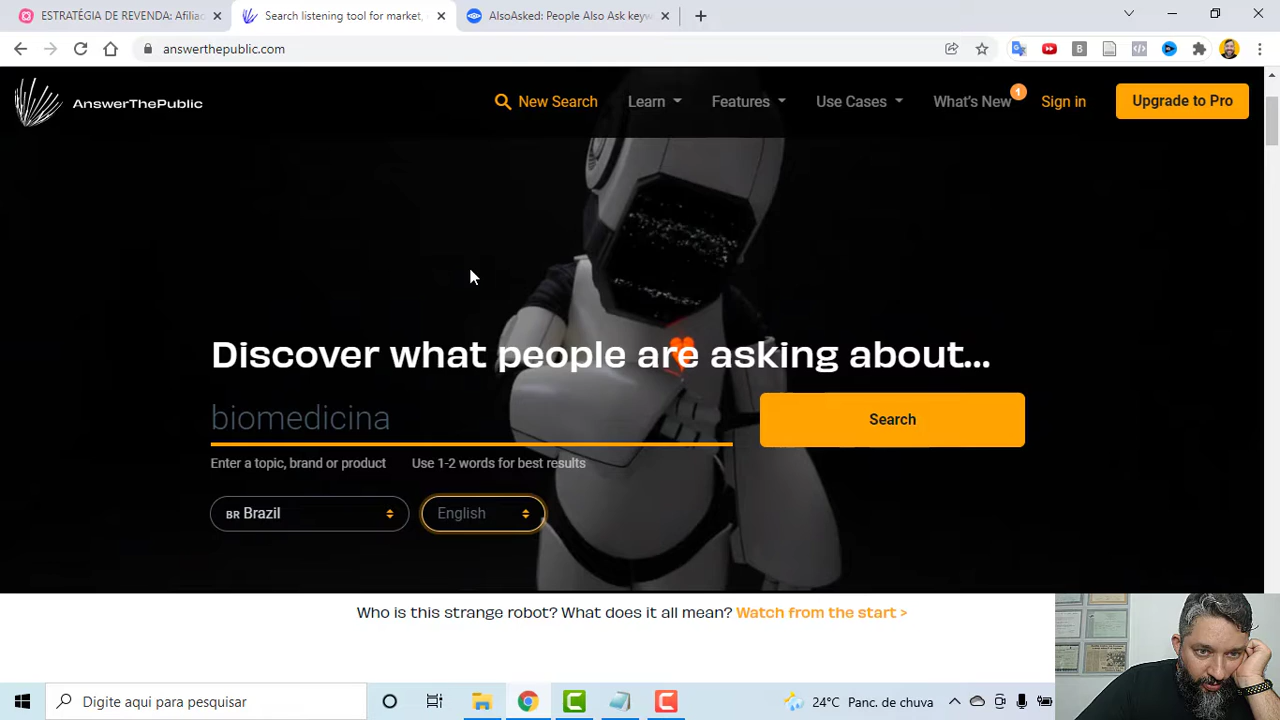 ESTRATÉGIA DE REVENDA: Afilia
Search listening tool for market,
AlsoAsked: People Also Ask keyw
answerthepublic.com
AnswerThePublic
New Search
Learn
Features
Use Cases
What's New
1
Sign in
Upgrade to Pro
Discover what people are asking about...
biomedicina
Search
Enter a topic, brand or product
Use 1-2 words for best results
BR Brazil
English
Who is this strange robot? What does it all mean? Watch from the start >
Digite aqui para pesquisar
24°C Panc. de chuva